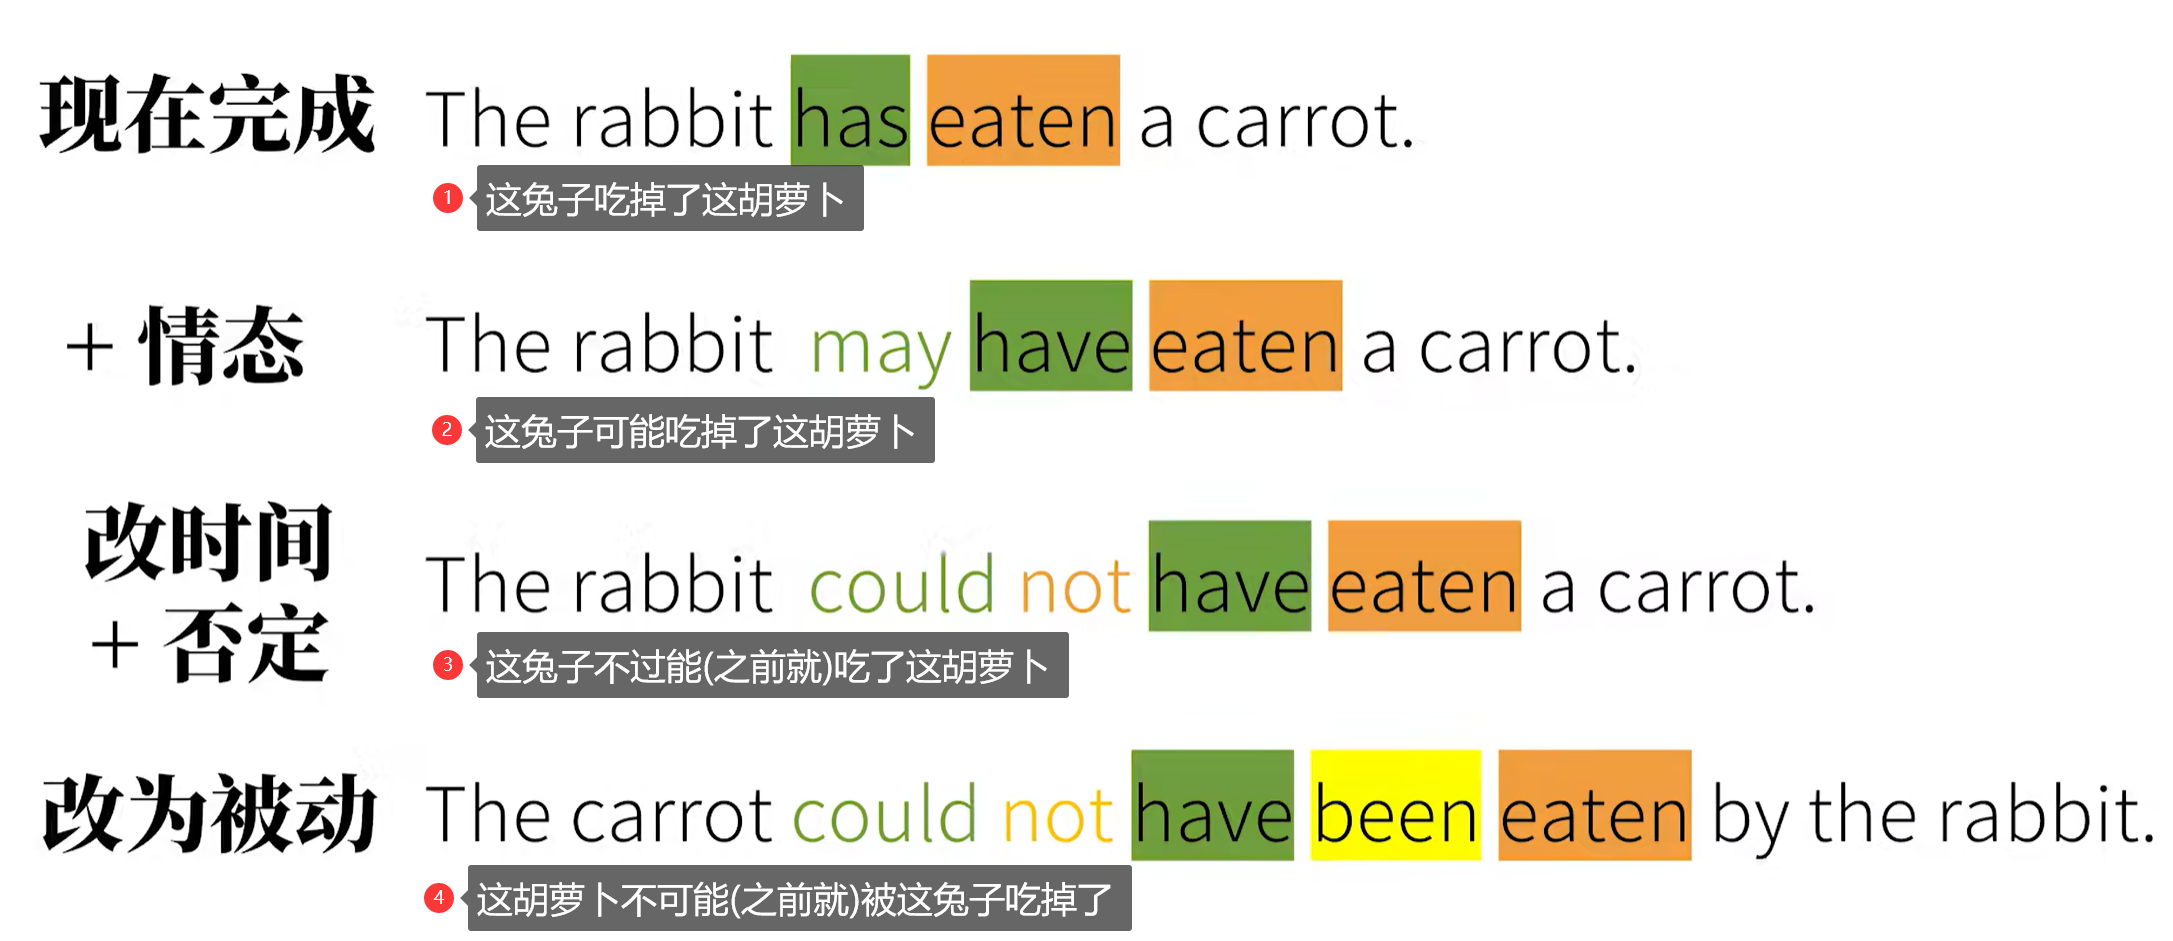 现在完成 The rabbit has eaten a carrot.
1 这兔子吃掉了这胡萝卜
+ 情态 The rabbit may have eaten a carrot.
2 这兔子可能吃掉了这胡萝卜
改时间
+ 否定 The rabbit could not have eaten a carrot.
3 这兔子不过能(之前就)吃了这胡萝卜
改为被动 The carrot could not have been eaten by the rabbit.
4 这胡萝卜不可能(之前就)被这兔子吃掉了